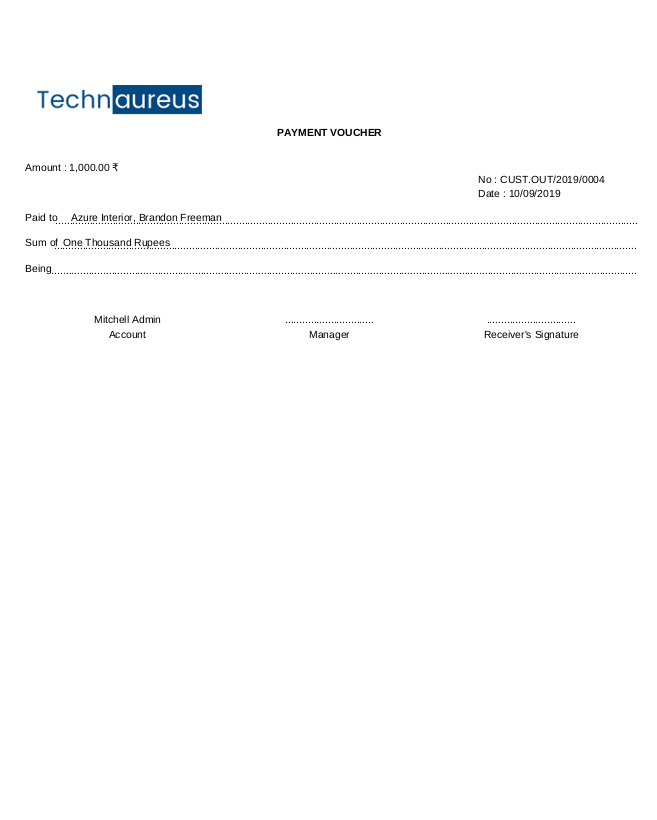 Technaureus
PAYMENT VOUCHER
Amount : 1,000.00 ₹
No : CUST.OUT/2019/0004
Date : 10/09/2019
Paid to Azure Interior, Brandon Freeman
Sum of One Thousand Rupees
Being
Mitchell Admin
Account
Manager
Receiver's Signature